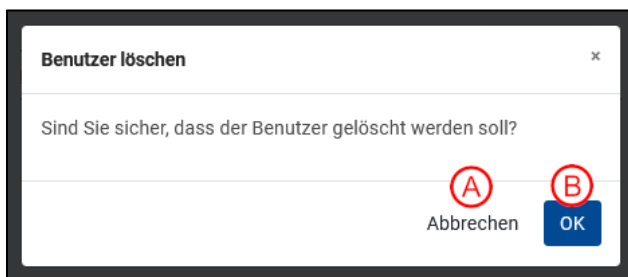 Benutzer löschen ×
Sind Sie sicher, dass der Benutzer gelöscht werden soll?
A B
Abbrechen OK